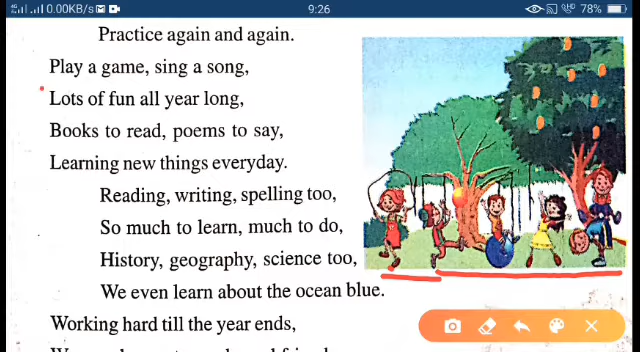 0.00KB/s 9:26 78%
Practice again and again.
Play a game, sing a song,
Lots of fun all year long,
Books to read, poems to say,
Learning new things everyday.
Reading, writing, spelling too,
So much to learn, much to do,
History, geography, science too,
We even learn about the ocean blue.
Working hard till the year ends,